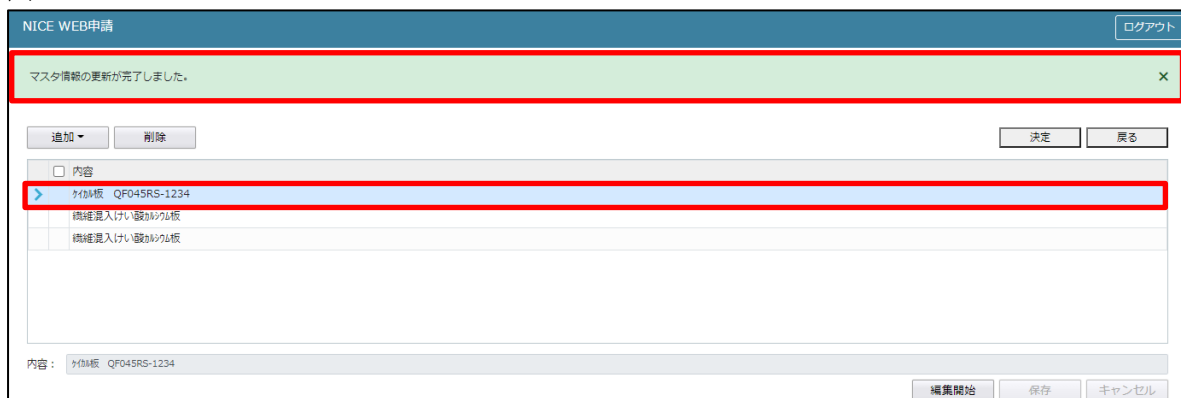 NICE WEB申請 ログアウト
マスタ情報の更新が完了しました。 ×
追加 削除 決定 戻る
内容
ｹｲｶﾙ板 QF045RS-1234
繊維混入けい酸ｶﾙｼｳﾑ板
繊維混入けい酸ｶﾙｼｳﾑ板
内容： ｹｲｶﾙ板 QF045RS-1234
編集開始 保存 キャンセル